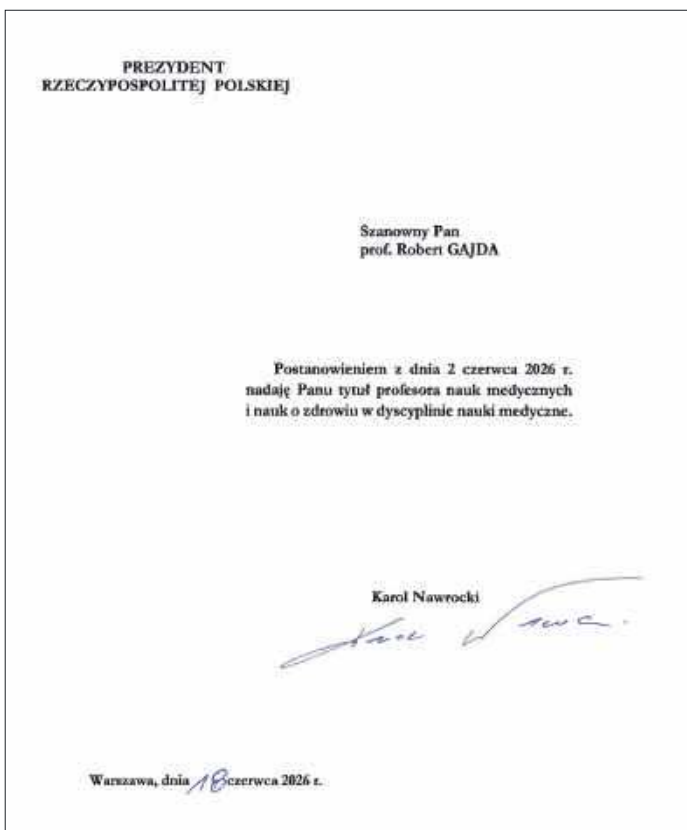 PREZYDENT
RZECZYPOSPOLITEJ POLSKIEJ
Szanowny Pan
prof. Robert GAJDA
Postanowieniem z dnia 2 czerwca 2026 r.
nadaję Panu tytuł profesora nauk medycznych
i nauk o zdrowiu w dyscyplinie nauki medyczne.
Karol Nawrocki
Warszawa, dnia 18 czerwca 2026 r.